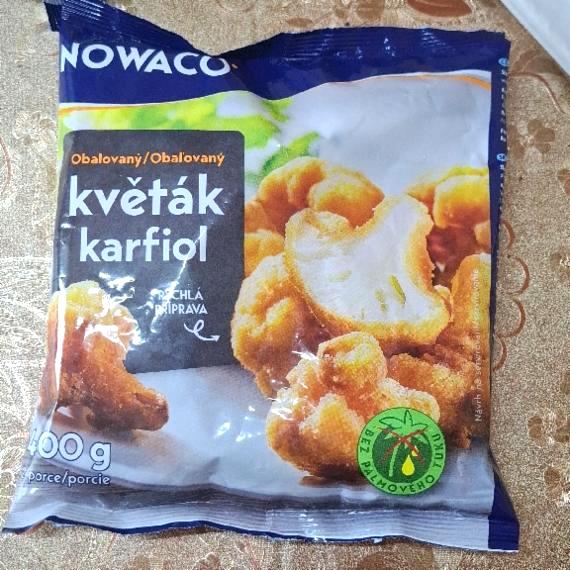 NOWACO
Obalovaný/Obaľovaný
květák
karfiol
RYCHLÁ
PŘÍPRAVA
400 g
porce/porcie
BEZ PALMOVÉHO TUKU